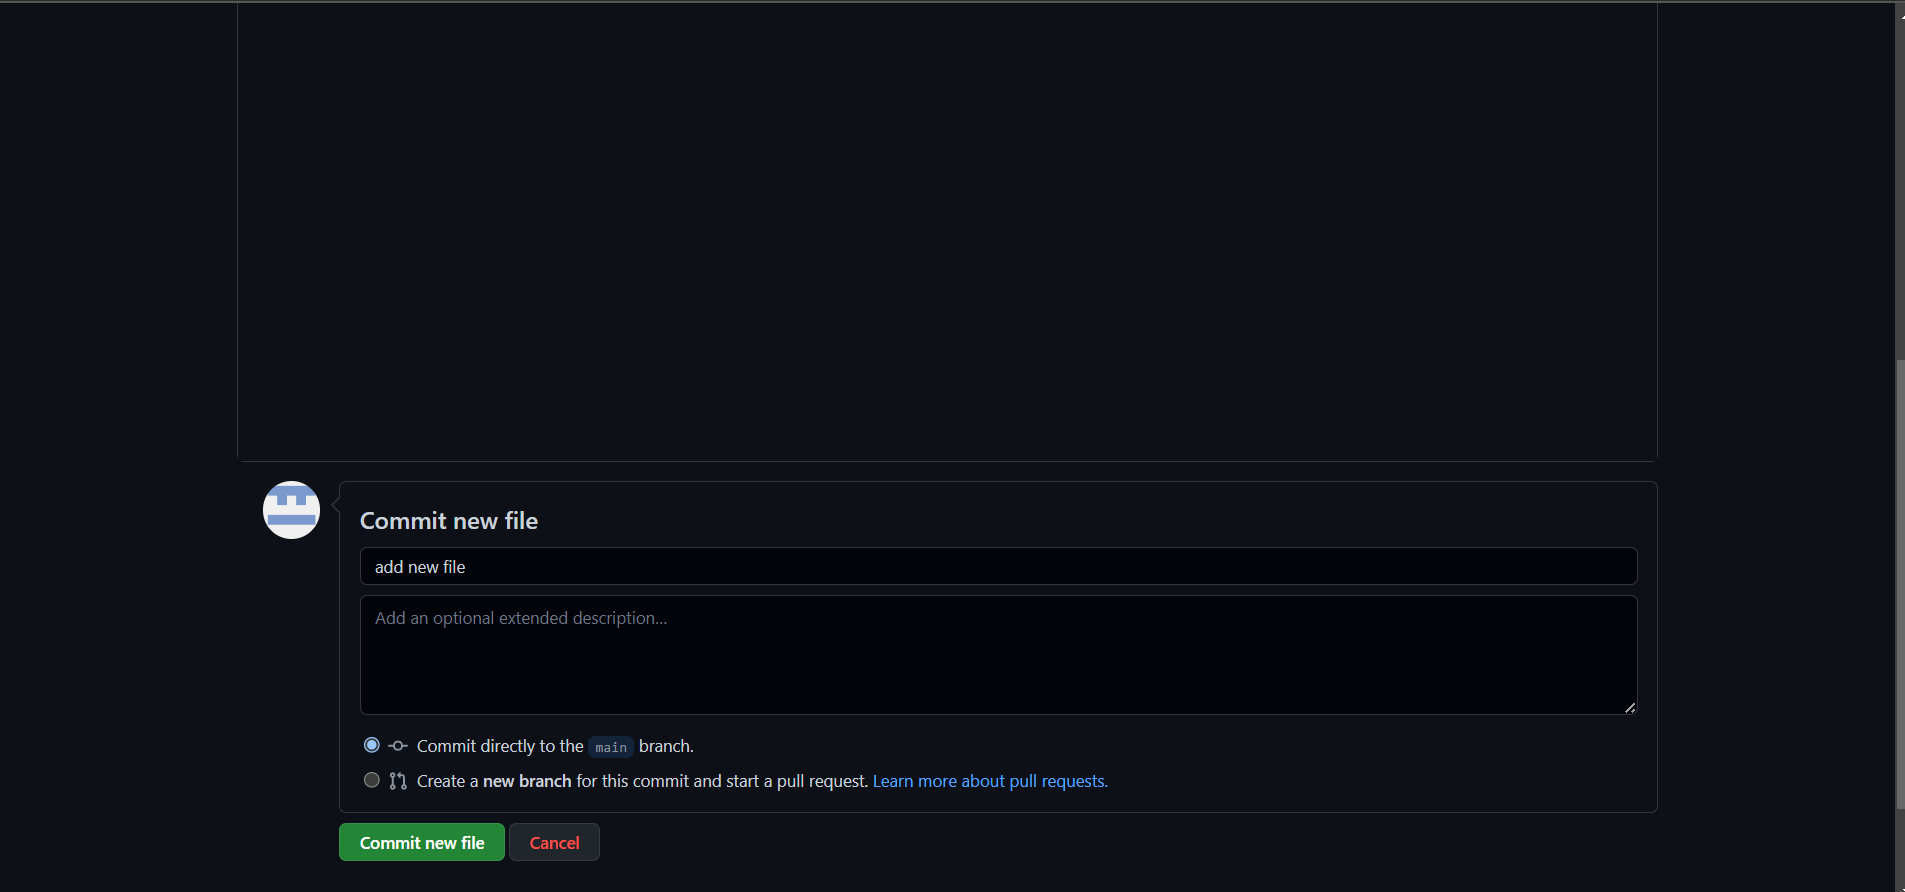 Commit new file
add new file
Add an optional extended description...
Commit directly to the main branch.
Create a new branch for this commit and start a pull request. Learn more about pull requests.
Commit new file Cancel